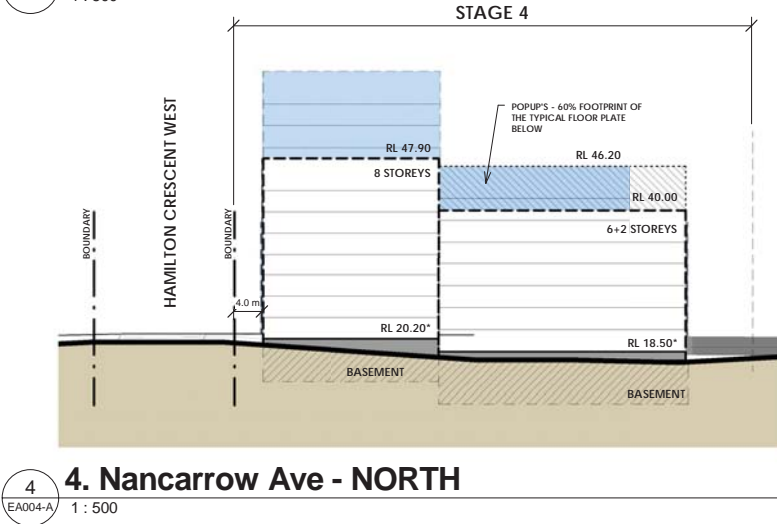 STAGE 4
HAMILTON CRESCENT WEST
BOUNDARY
BOUNDARY
4.0 m
RL 47.90
8 STOREYS
POPUP'S - 60% FOOTPRINT OF
THE TYPICAL FLOOR PLATE
BELOW
RL 46.20
RL 40.00
6+2 STOREYS
RL 20.20*
RL 18.50*
BASEMENT
BASEMENT
4
EA004-A
4. Nancarrow Ave - NORTH
1 : 500